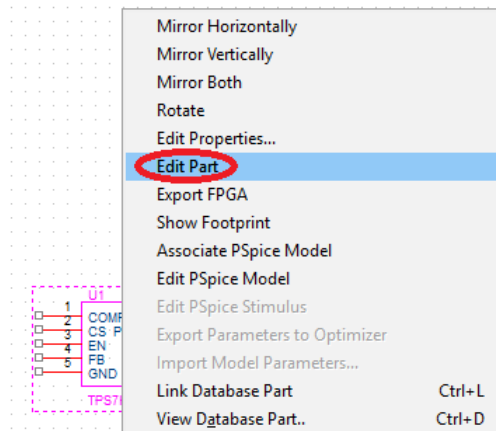 Mirror Horizontally
Mirror Vertically
Mirror Both
Rotate
Edit Properties...
Edit Part
Export FPGA
Show Footprint
Associate PSpice Model
Edit PSpice Model
Edit PSpice Stimulus
Export Parameters to Optimizer
Import Model Parameters...
Link Database Part Ctrl+L
View Database Part.. Ctrl+D
U1
1
2 COMP
3 CS P
4 EN
5 FB
GND